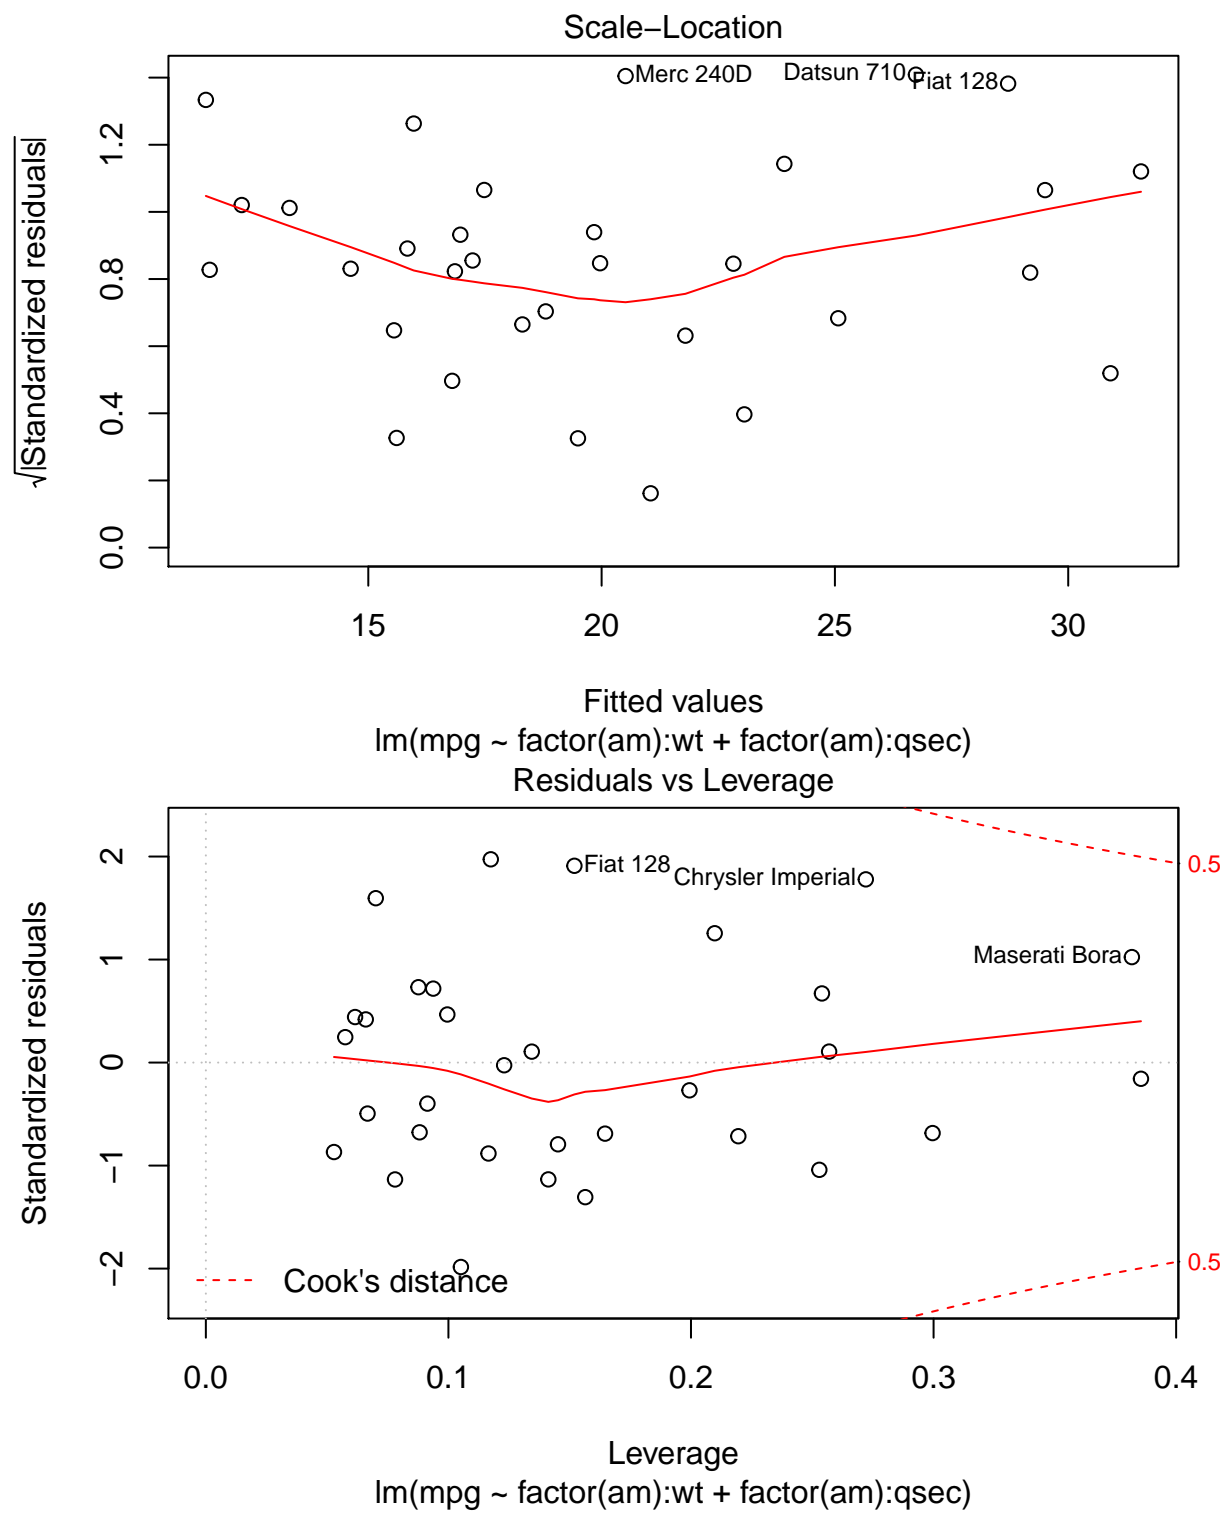 Scale−Location
√|Standardized residuals|
1.2
0.8
0.4
0.0
Merc 240D
Datsun 710
Fiat 128
15 20 25 30
Fitted values
lm(mpg ~ factor(am):wt + factor(am):qsec)
Residuals vs Leverage
Standardized residuals
2
1
0
−1
−2
Fiat 128
Chrysler Imperial
Maserati Bora
0.5
0.5
Cook's distance
0.0 0.1 0.2 0.3 0.4
Leverage
lm(mpg ~ factor(am):wt + factor(am):qsec)